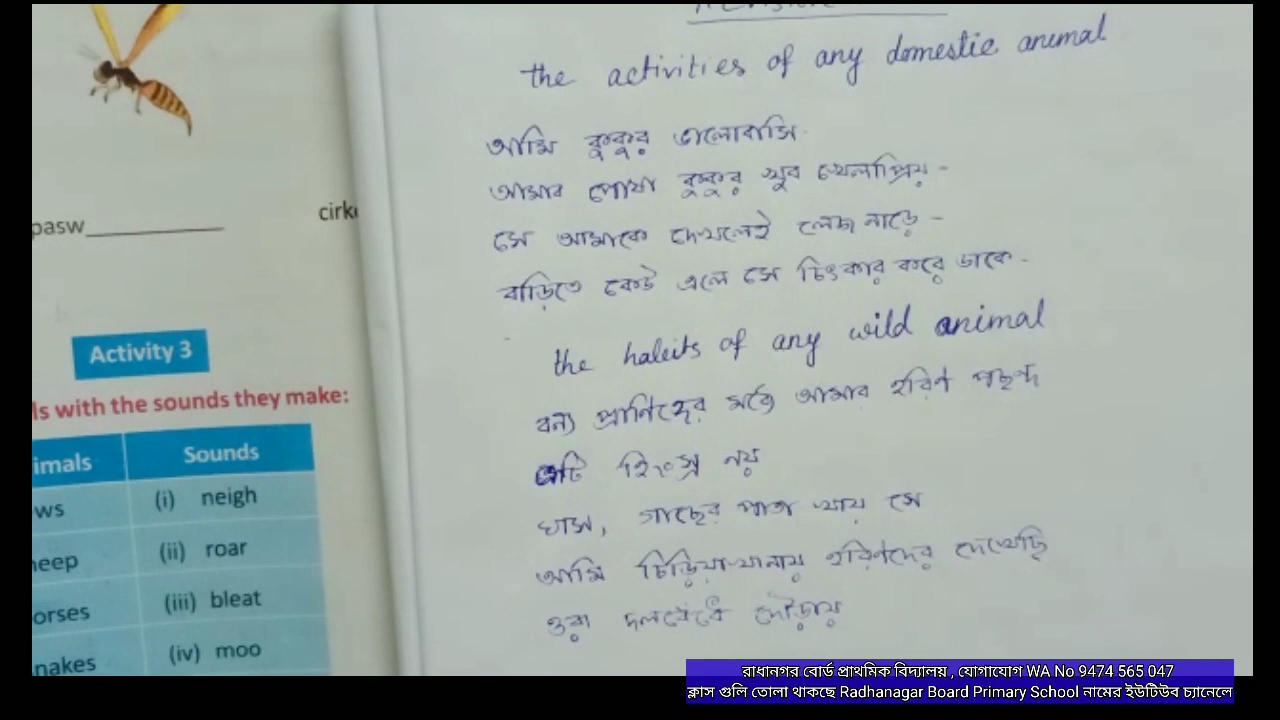 the activities of any domestic animal
আমি কুকুর ভালোবাসি.
আমার পোষা কুকুর খুব খেলাপ্রিয় -
সে আমাকে দেখলেই লেজ নাড়ে -
বাড়িতে কেউ এলে সে চিৎকার করে ডাকে.
the habits of any wild animal
বন্য প্রাণিদের মধ্যে আমার হরিণ পছন্দ
এটি হিংস্র নয়
ঘাস, গাছের পাতা খায় সে
আমি চিড়িয়াখানায় হরিণদের দেখেছি
ওরা দলবেঁধে দৌড়ায়
pasw__________
cirk
Activity 3
ls with the sounds they make:
imals Sounds
ws (i) neigh
heep (ii) roar
orses (iii) bleat
nakes (iv) moo
রাধানগর বোর্ড প্রাথমিক বিদ্যালয় , যোগাযোগ WA No 9474 565 047
ক্লাস গুলি তোলা থাকছে Radhanagar Board Primary School নামের ইউটিউব চ্যানেলে